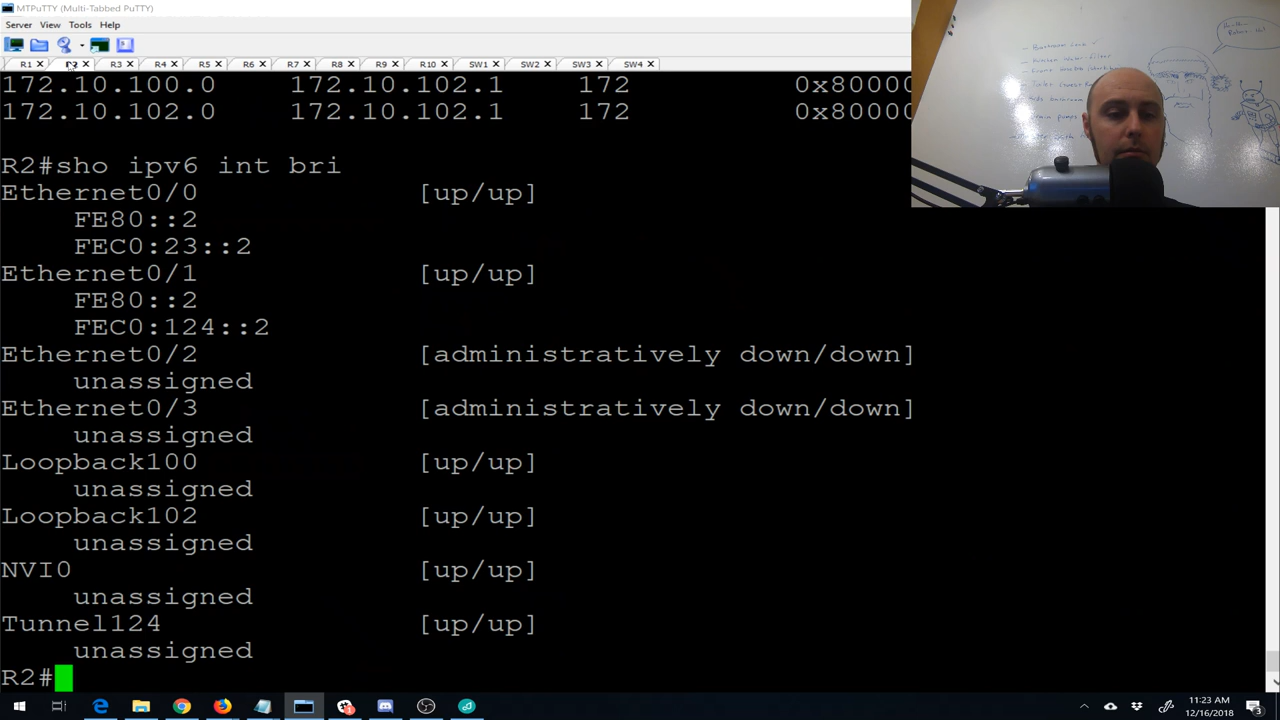 MTPuTTY (Multi-Tabbed PuTTY)
Server View Tools Help
R1 R2 R3 R4 R5 R6 R7 R8 R9 R10 SW1 SW2 SW3 SW4
172.10.100.0 172.10.102.1 172 0x80000
172.10.102.0 172.10.102.1 172 0x80000
R2#sho ipv6 int bri
Ethernet0/0 [up/up]
FE80::2
FEC0:23::2
Ethernet0/1 [up/up]
FE80::2
FEC0:124::2
Ethernet0/2 [administratively down/down]
unassigned
Ethernet0/3 [administratively down/down]
unassigned
Loopback100 [up/up]
unassigned
Loopback102 [up/up]
unassigned
NVI0 [up/up]
unassigned
Tunnel124 [up/up]
unassigned
R2#
11:23 AM
12/16/2018
3